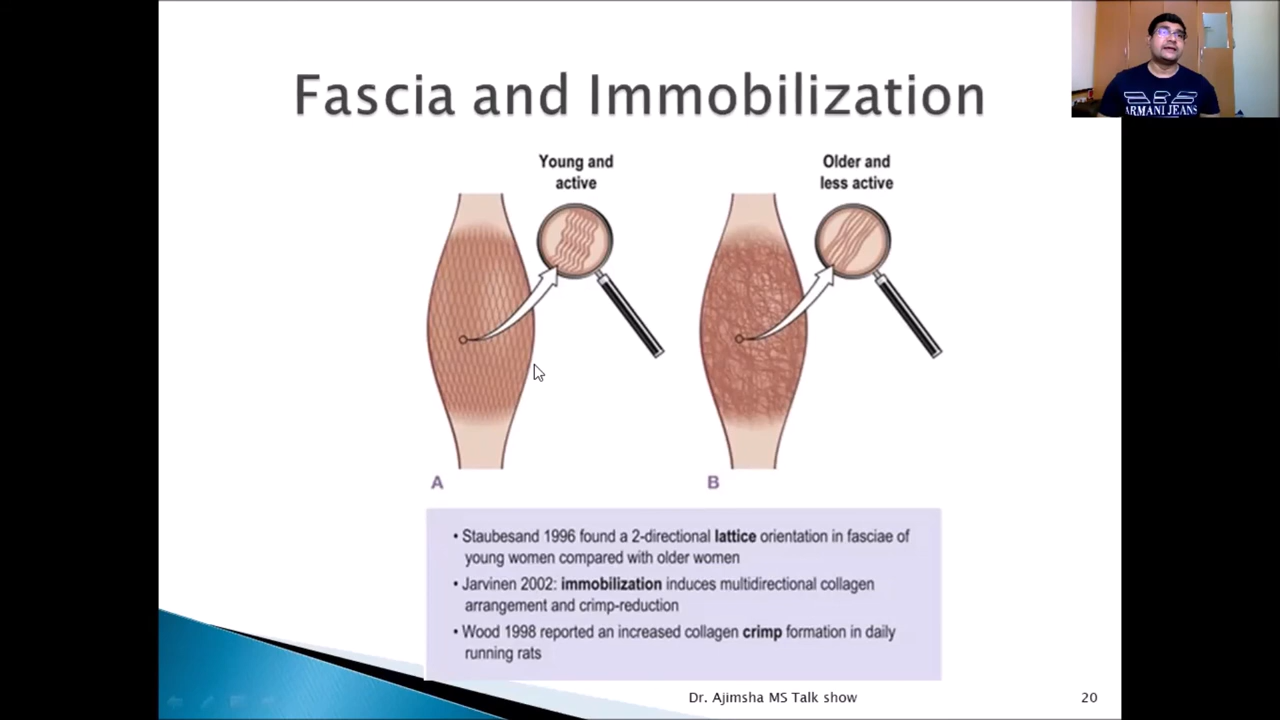 Fascia and Immobilization
ARMANI JEANS
Young and
active
Older and
less active
A
B
• Staubesand 1996 found a 2-directional lattice orientation in fasciae of
young women compared with older women
• Jarvinen 2002: immobilization induces multidirectional collagen
arrangement and crimp-reduction
• Wood 1998 reported an increased collagen crimp formation in daily
running rats
Dr. Ajimsha MS Talk show
20